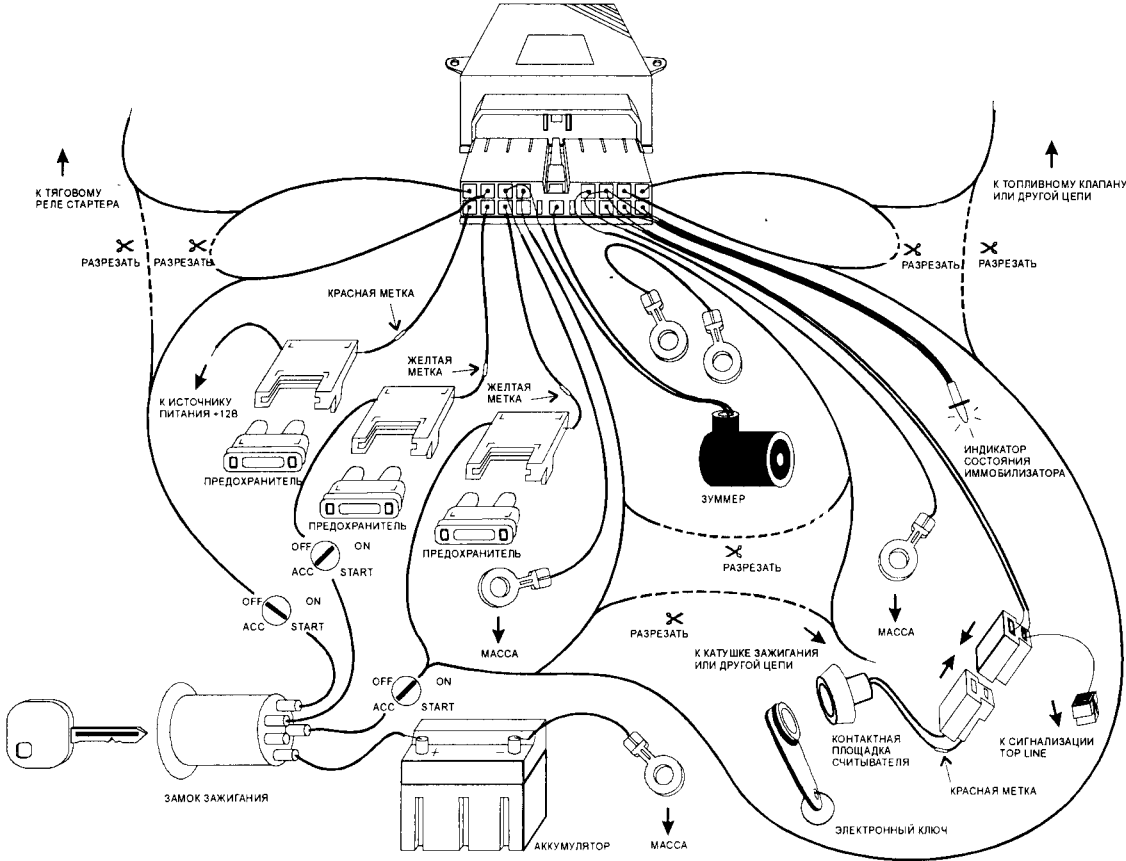 К ТЯГОВОМУ
РЕЛЕ СТАРТЕРА
К ТОПЛИВНОМУ КЛАПАНУ
ИЛИ ДРУГОЙ ЦЕПИ
РАЗРЕЗАТЬ
РАЗРЕЗАТЬ
РАЗРЕЗАТЬ
РАЗРЕЗАТЬ
КРАСНАЯ МЕТКА
ЖЕЛТАЯ
МЕТКА
ЖЕЛТАЯ
МЕТКА
К ИСТОЧНИКУ
ПИТАНИЯ +12В
ПРЕДОХРАНИТЕЛЬ
ПРЕДОХРАНИТЕЛЬ
ПРЕДОХРАНИТЕЛЬ
ЗУММЕР
ИНДИКАТОР
СОСТОЯНИЯ
ИММОБИЛИЗАТОРА
OFF ON
ACC START
OFF ON
ACC START
РАЗРЕЗАТЬ
РАЗРЕЗАТЬ
МАССА
МАССА
К КАТУШКЕ ЗАЖИГАНИЯ
ИЛИ ДРУГОЙ ЦЕПИ
OFF ON
ACC START
+ −
КОНТАКТНАЯ
ПЛОЩАДКА
СЧИТЫВАТЕЛЯ
К СИГНАЛИЗАЦИИ
TOP LINE
КРАСНАЯ МЕТКА
ЗАМОК ЗАЖИГАНИЯ
ЭЛЕКТРОННЫЙ КЛЮЧ
АККУМУЛЯТОР
МАССА